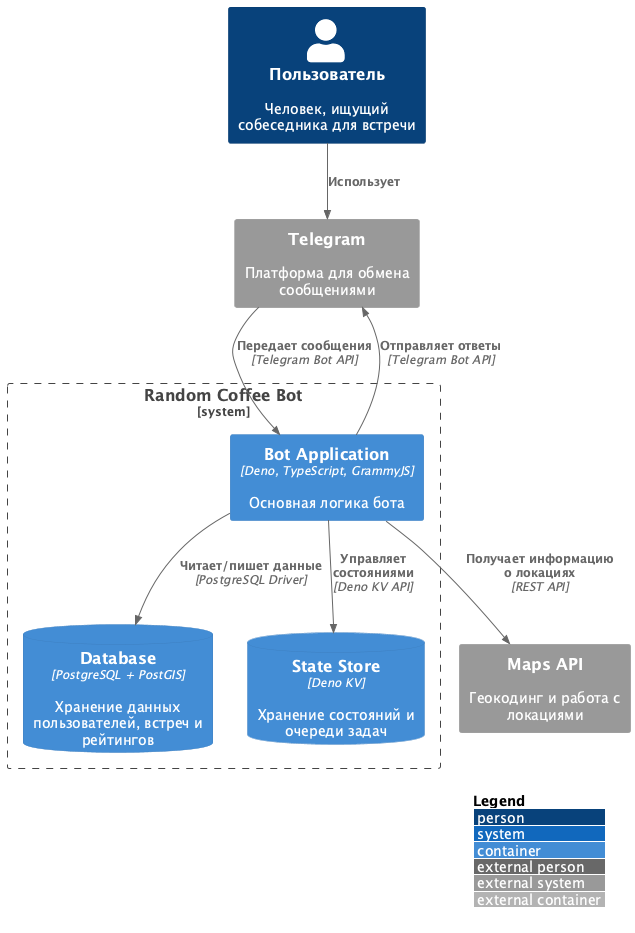 Пользователь
Человек, ищущий
собеседника для встречи
Использует
Telegram
Платформа для обмена
сообщениями
Передает сообщения
[Telegram Bot API]
Отправляет ответы
[Telegram Bot API]
Random Coffee Bot
[system]
Bot Application
[Deno, TypeScript, GrammyJS]
Основная логика бота
Читает/пишет данные
[PostgreSQL Driver]
Управляет
состояниями
[Deno KV API]
Получает информацию
о локациях
[REST API]
Database
[PostgreSQL + PostGIS]
Хранение данных
пользователей, встреч и
рейтингов
State Store
[Deno KV]
Хранение состояний и
очереди задач
Maps API
Геокодинг и работа с
локациями
Legend
person
system
container
external person
external system
external container